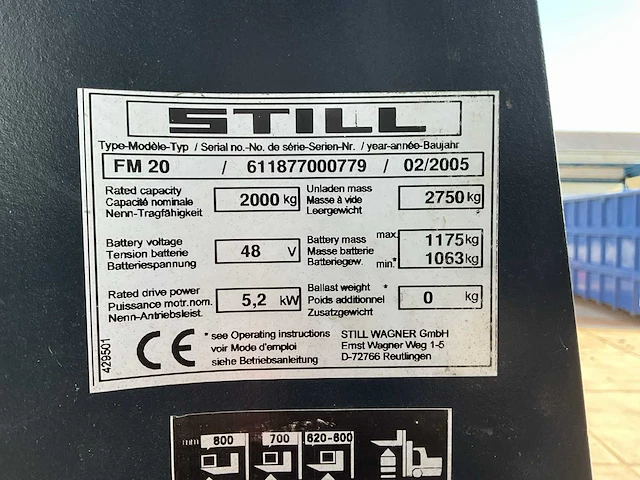 STILL
Type-Modèle-Typ / Serial no.-No. de série-Serien-Nr. / year-année-Baujahr
FM 20 / 611877000779 / 02/2005
Rated capacity
Capacité nominale
Nenn-Tragfähigkeit
2000 kg
Unladen mass
Masse à vide
Leergewicht
2750 kg
Battery voltage
Tension batterie
Batteriespannung
48 V
Battery mass
Masse batterie
Batteriegew.
max. 1175 kg
min.* 1063 kg
Rated drive power
Puissance motr.nom.
Nenn-Antriebsleist.
5,2 kW
Ballast weight *
Poids additionnel
Zusatzgewicht
0 kg
429501
CE
* see Operating instructions
voir Mode d'emploi
siehe Betriebsanleitung
STILL WAGNER GmbH
Ernst Wagner Weg 1-5
D-72766 Reutlingen
mm 800 700 620-600